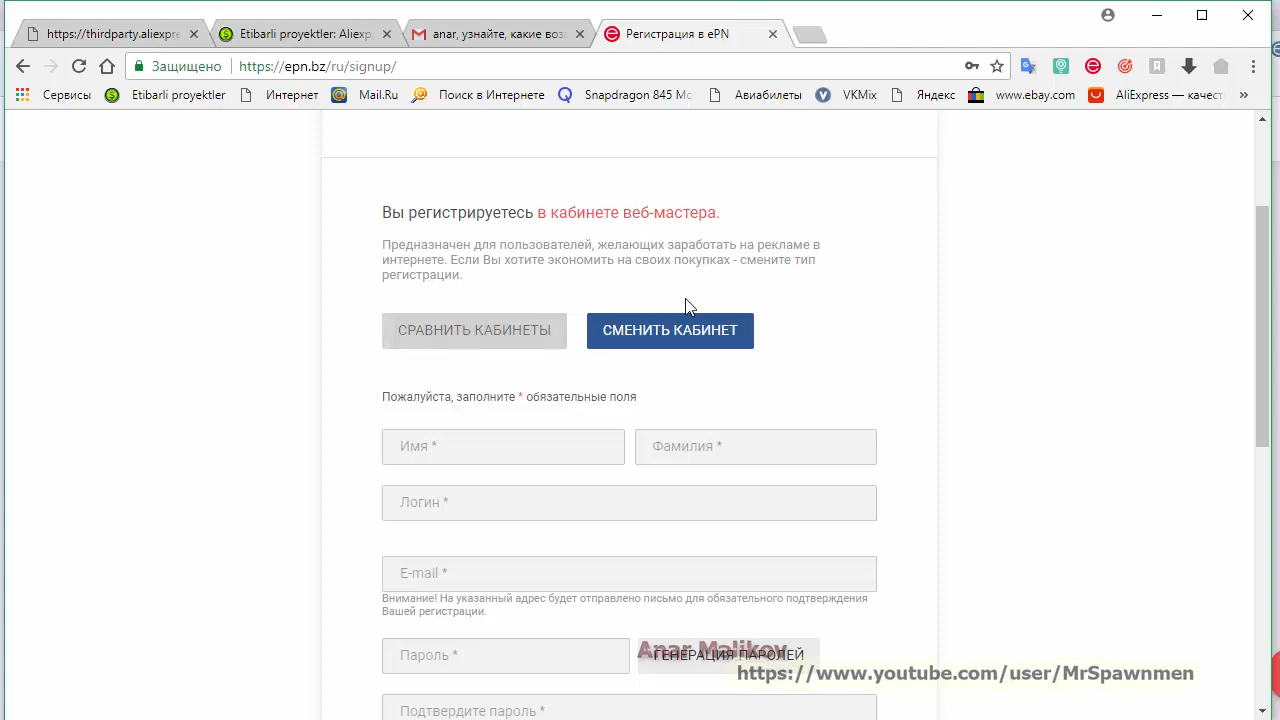 https://thirdparty.aliexpre
Etibarli proyektler: Aliexp
anar, узнайте, какие воз
Регистрация в ePN
Защищено
https://epn.bz/ru/signup/
Сервисы
Etibarli proyektler
Интернет
Mail.Ru
Поиск в Интернете
Snapdragon 845 Mo
Авиабилеты
VKMix
Яндекс
www.ebay.com
AliExpress — качест
»
Вы регистрируетесь в кабинете веб-мастера.
Предназначен для пользователей, желающих заработать на рекламе в
интернете. Если Вы хотите экономить на своих покупках - смените тип
регистрации.
СРАВНИТЬ КАБИНЕТЫ
СМЕНИТЬ КАБИНЕТ
Пожалуйста, заполните * обязательные поля
Имя *
Фамилия *
Логин *
E-mail *
Внимание! На указанный адрес будет отправлено письмо для обязательного подтверждения
Вашей регистрации.
Пароль *
ГЕНЕРАЦИЯ ПАРОЛЕЙ
Anar Malikov
https://www.youtube.com/user/MrSpawnmen
Подтвердите пароль *